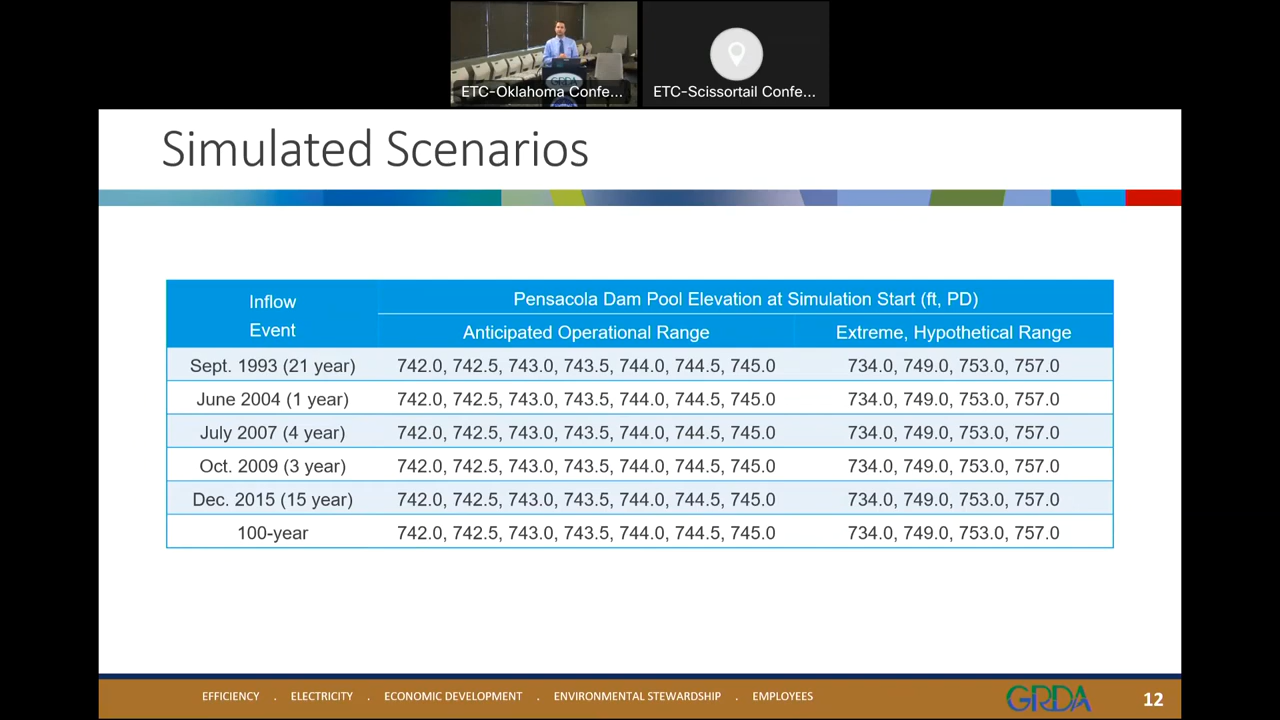 ETC-Oklahoma Confe...
ETC-Scissortail Confe...
GRDA
Simulated Scenarios
Inflow Event
Pensacola Dam Pool Elevation at Simulation Start (ft, PD)
Anticipated Operational Range
Extreme, Hypothetical Range
Sept. 1993 (21 year) 742.0, 742.5, 743.0, 743.5, 744.0, 744.5, 745.0 734.0, 749.0, 753.0, 757.0
June 2004 (1 year) 742.0, 742.5, 743.0, 743.5, 744.0, 744.5, 745.0 734.0, 749.0, 753.0, 757.0
July 2007 (4 year) 742.0, 742.5, 743.0, 743.5, 744.0, 744.5, 745.0 734.0, 749.0, 753.0, 757.0
Oct. 2009 (3 year) 742.0, 742.5, 743.0, 743.5, 744.0, 744.5, 745.0 734.0, 749.0, 753.0, 757.0
Dec. 2015 (15 year) 742.0, 742.5, 743.0, 743.5, 744.0, 744.5, 745.0 734.0, 749.0, 753.0, 757.0
100-year 742.0, 742.5, 743.0, 743.5, 744.0, 744.5, 745.0 734.0, 749.0, 753.0, 757.0
EFFICIENCY . ELECTRICITY . ECONOMIC DEVELOPMENT . ENVIRONMENTAL STEWARDSHIP . EMPLOYEES
GRDA
12